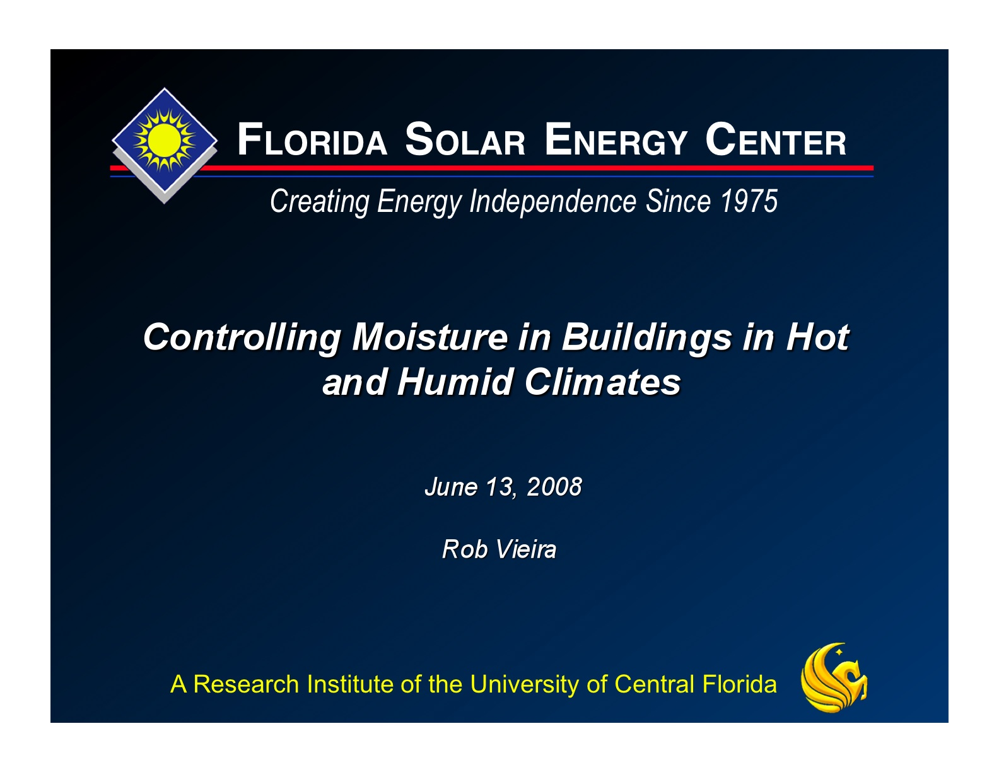 FLORIDA SOLAR ENERGY CENTER
Creating Energy Independence Since 1975
Controlling Moisture in Buildings in Hot
and Humid Climates
June 13, 2008
Rob Vieira
A Research Institute of the University of Central Florida